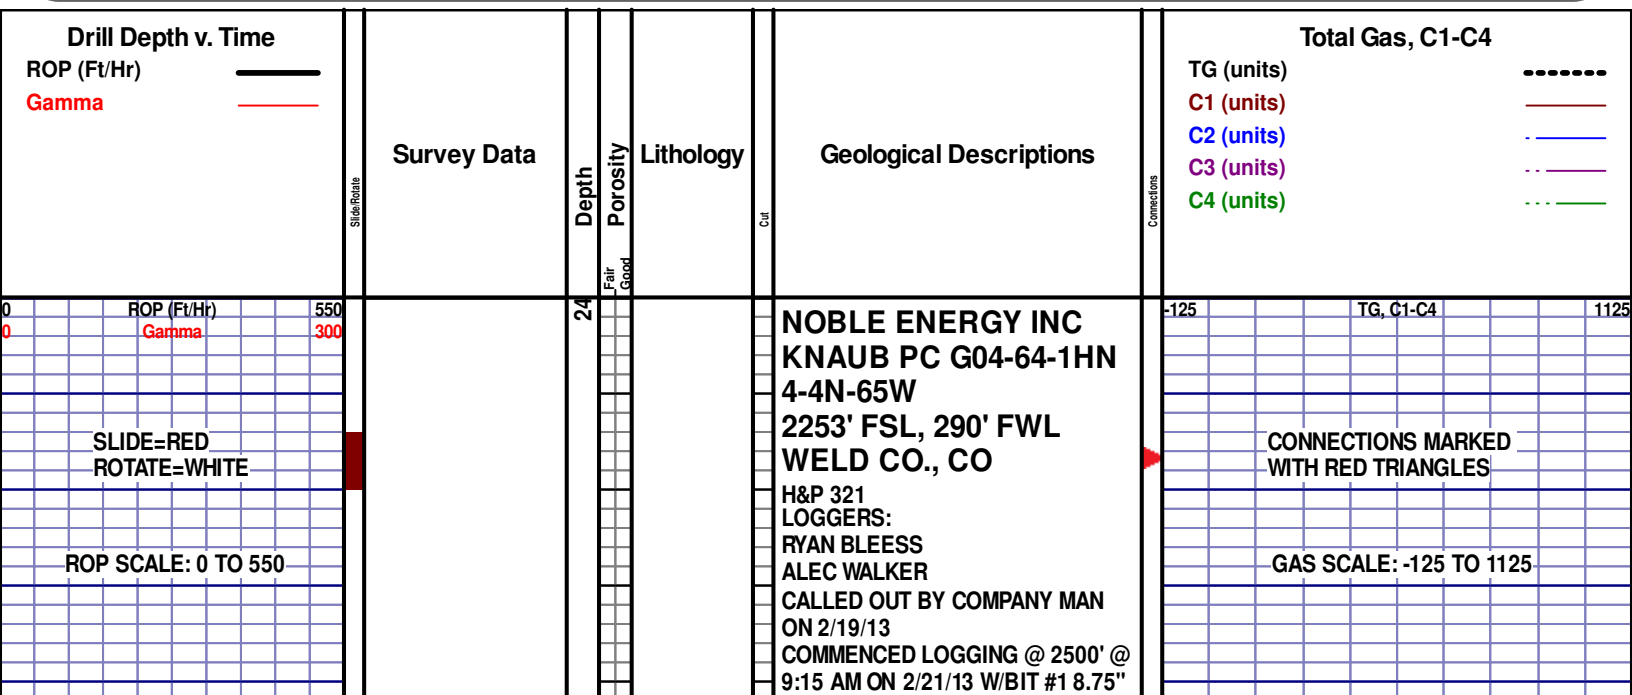 Drill Depth v. Time
ROP (Ft/Hr)
Gamma
Slide/Rotate
Survey Data
Depth
Porosity
Fair
Good
Lithology
Cut
Geological Descriptions
Connections
Total Gas, C1-C4
TG (units)
C1 (units)
C2 (units)
C3 (units)
C4 (units)
0 ROP (Ft/Hr) 550
0 Gamma 300
SLIDE=RED
ROTATE=WHITE
ROP SCALE: 0 TO 550
24
NOBLE ENERGY INC
KNAUB PC G04-64-1HN
4-4N-65W
2253' FSL, 290' FWL
WELD CO., CO
H&P 321
LOGGERS:
RYAN BLEESS
ALEC WALKER
CALLED OUT BY COMPANY MAN
ON 2/19/13
COMMENCED LOGGING @ 2500' @
9:15 AM ON 2/21/13 W/BIT #1 8.75"
-125 TG, C1-C4 1125
CONNECTIONS MARKED
WITH RED TRIANGLES
GAS SCALE: -125 TO 1125